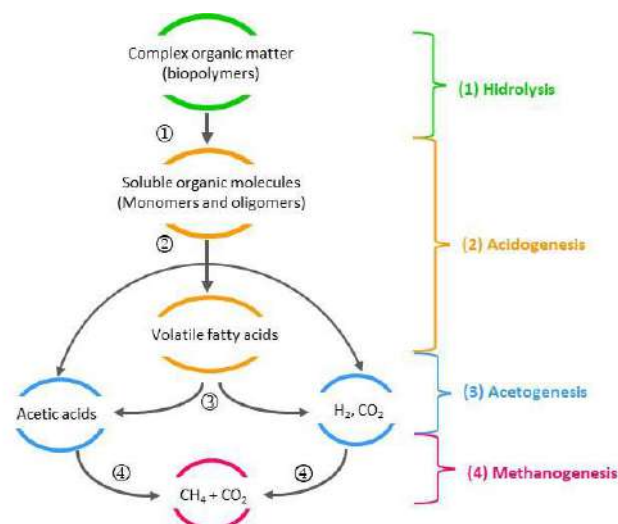 Complex organic matter
(biopolymers)
(1) Hidrolysis
①
Soluble organic molecules
(Monomers and oligomers)
②
(2) Acidogenesis
Volatile fatty acids
③
Acetic acids
H₂, CO₂
(3) Acetogenesis
④
④
CH₄ + CO₂
(4) Methanogenesis